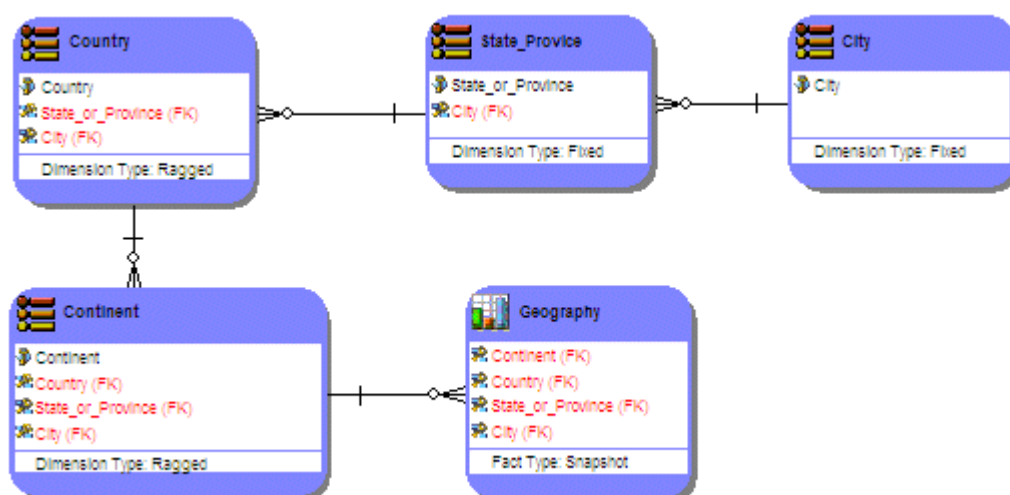 Country
Country
State_or_Province (FK)
City (FK)
Dimension Type: Ragged
State_Provice
State_or_Province
City (FK)
Dimension Type: Fixed
City
City
Dimension Type: Fixed
Continent
Continent
Country (FK)
State_or_Province (FK)
City (FK)
Dimension Type: Ragged
Geography
Continent (FK)
Country (FK)
State_or_Province (FK)
City (FK)
Fact Type: Snapshot